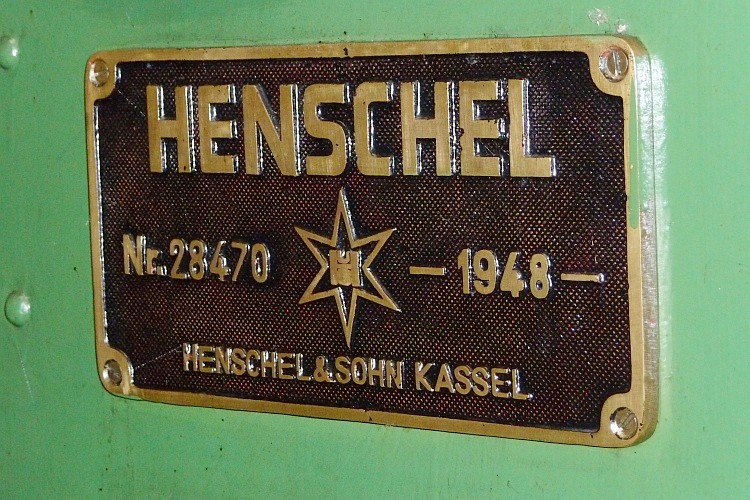 HENSCHEL
Nr. 28470 H — 1948 —
HENSCHEL & SOHN KASSEL